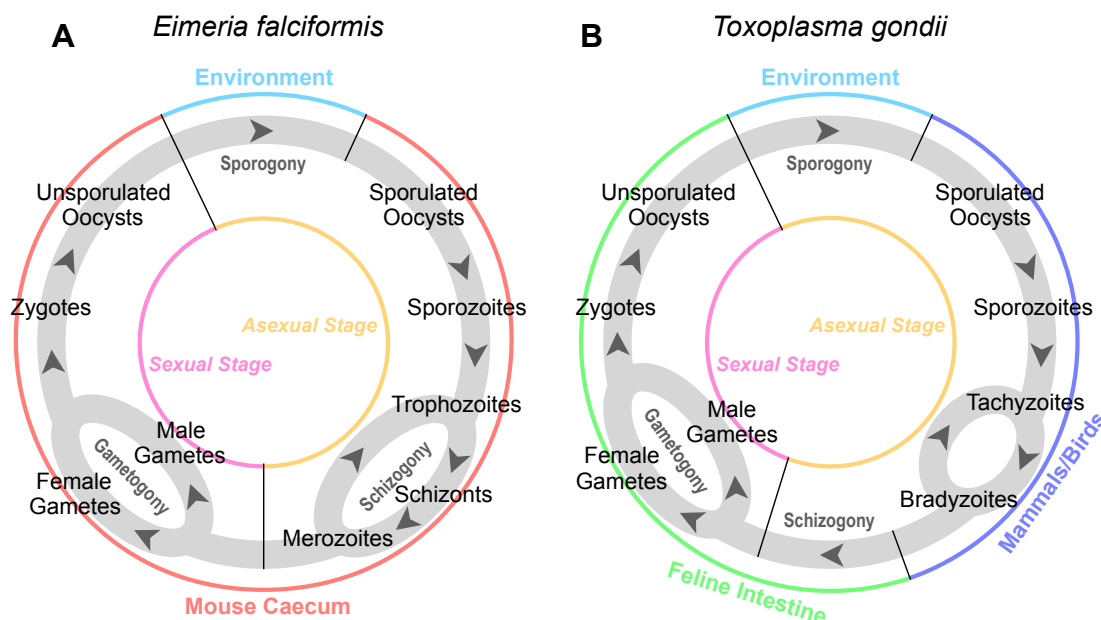 A
Eimeria falciformis
Environment
Sporogony
Unsporulated
Oocysts
Sporulated
Oocysts
Zygotes
Sporozoites
Asexual Stage
Sexual Stage
Trophozoites
Male
Gametes
Gametogony
Schizogony
Female
Gametes
Schizonts
Merozoites
Mouse Caecum
B
Toxoplasma gondii
Environment
Sporogony
Unsporulated
Oocysts
Sporulated
Oocysts
Zygotes
Sporozoites
Asexual Stage
Sexual Stage
Tachyzoites
Male
Gametes
Gametogony
Female
Gametes
Bradyzoites
Schizogony
Mammals/Birds
Feline Intestine